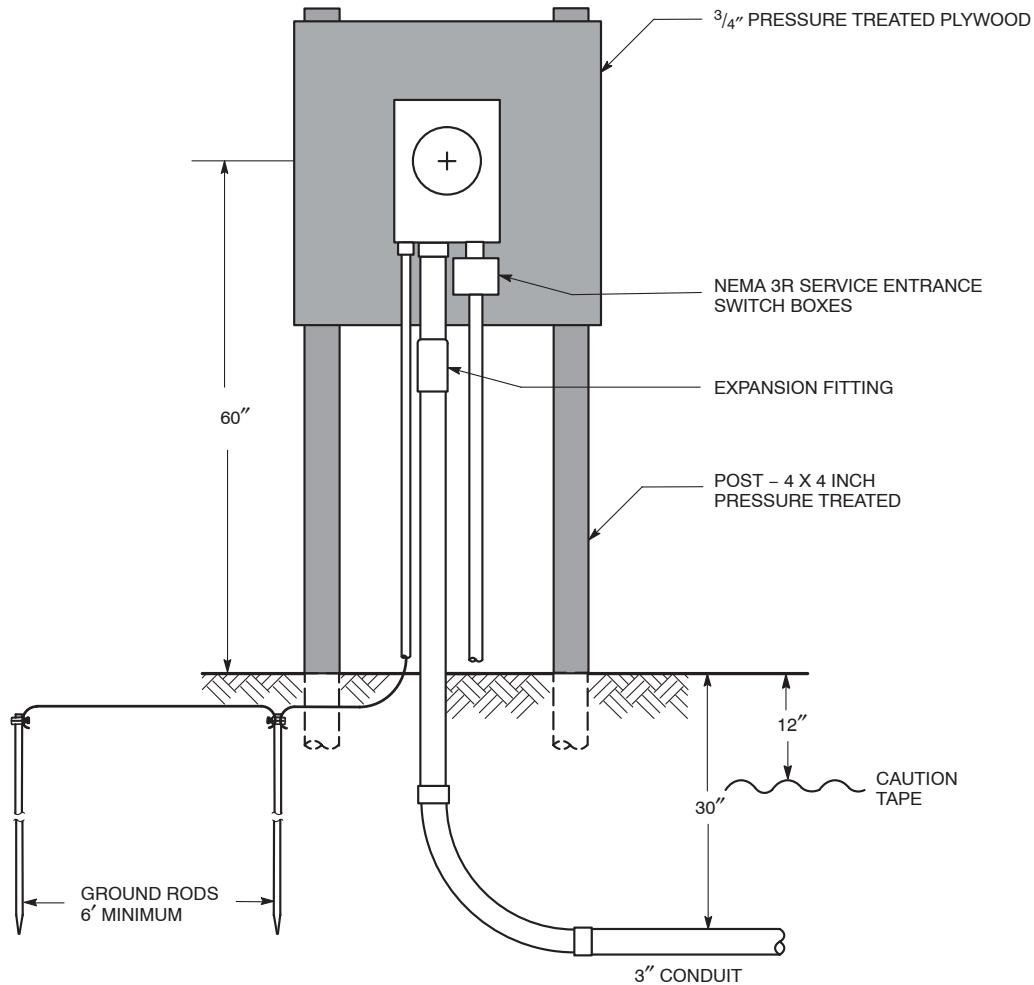 3/4″ PRESSURE TREATED PLYWOOD
NEMA 3R SERVICE ENTRANCE
SWITCH BOXES
EXPANSION FITTING
60″
POST – 4 X 4 INCH
PRESSURE TREATED
12″
CAUTION
TAPE
30″
GROUND RODS
6′ MINIMUM
3″ CONDUIT